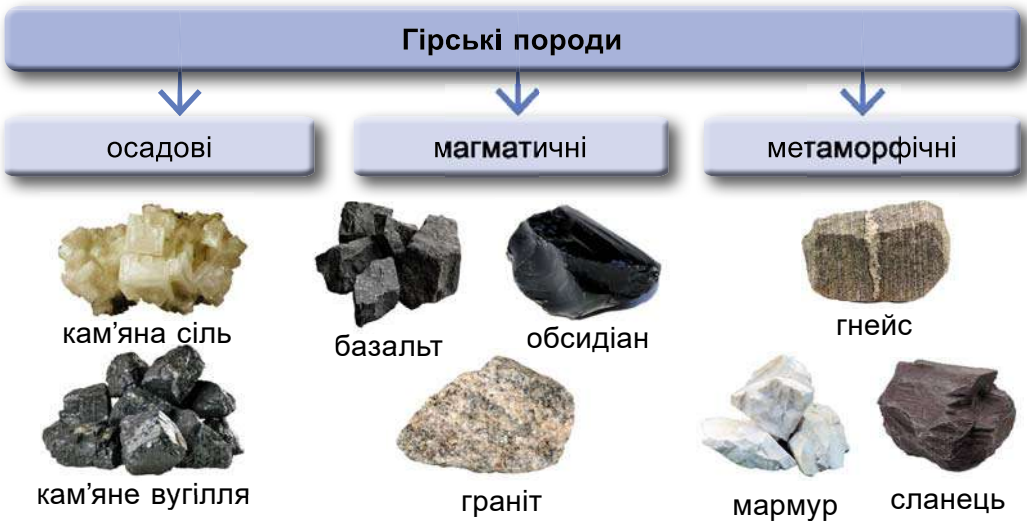 Гірські породи
осадові
магматичні
метаморфічні
кам’яна сіль
базальт
обсидіан
гнейс
кам’яне вугілля
граніт
мармур
сланець